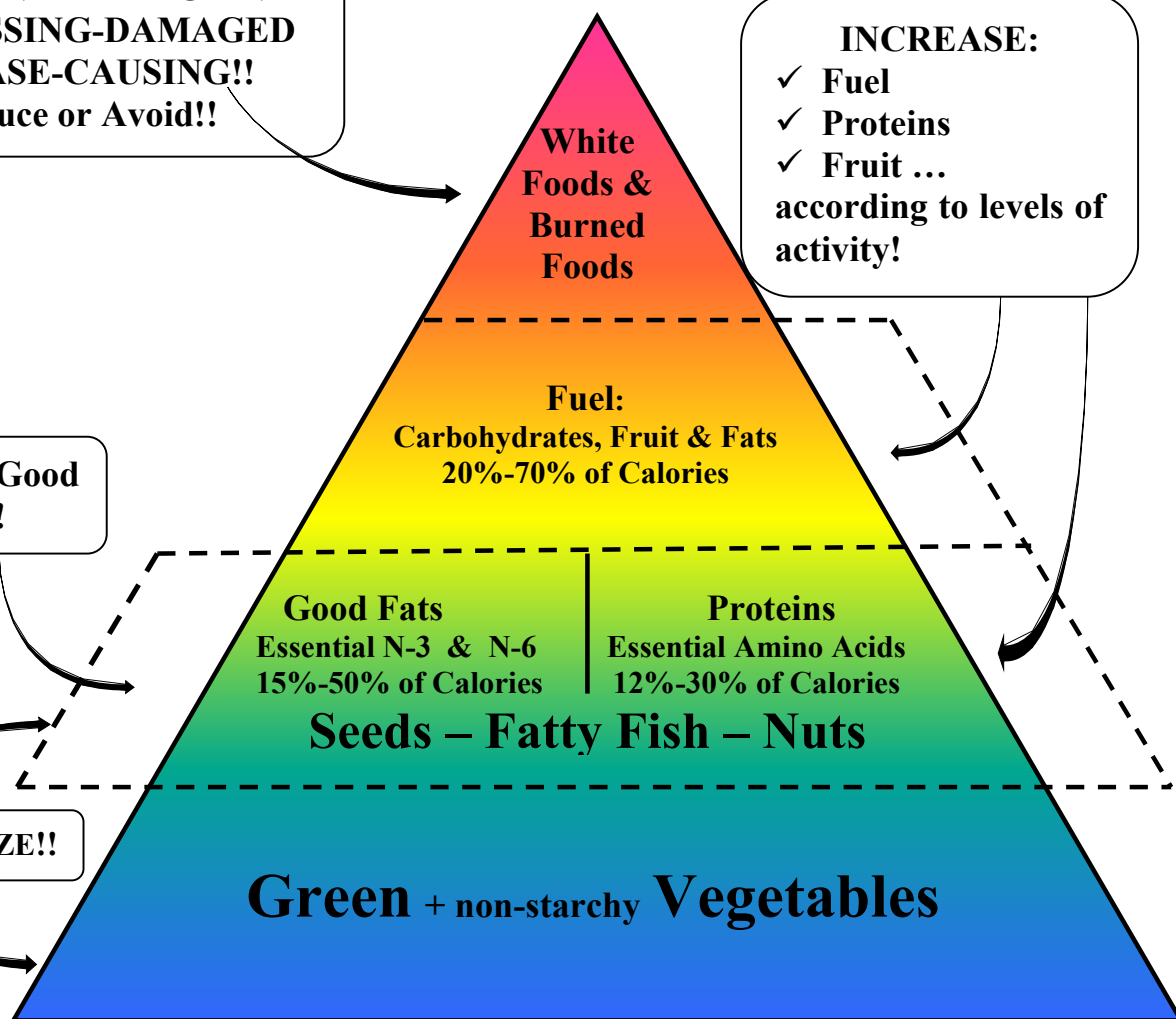 SSING-DAMAGED
ASE-CAUSING!!
uce or Avoid!!
INCREASE:
✓ Fuel
✓ Proteins
✓ Fruit …
according to levels of
activity!
White
Foods &
Burned
Foods
Fuel:
Carbohydrates, Fruit & Fats
20%-70% of Calories
Good
!
Good Fats
Essential N-3 & N-6
15%-50% of Calories
Proteins
Essential Amino Acids
12%-30% of Calories
Seeds – Fatty Fish – Nuts
ZE!!
Green + non-starchy Vegetables